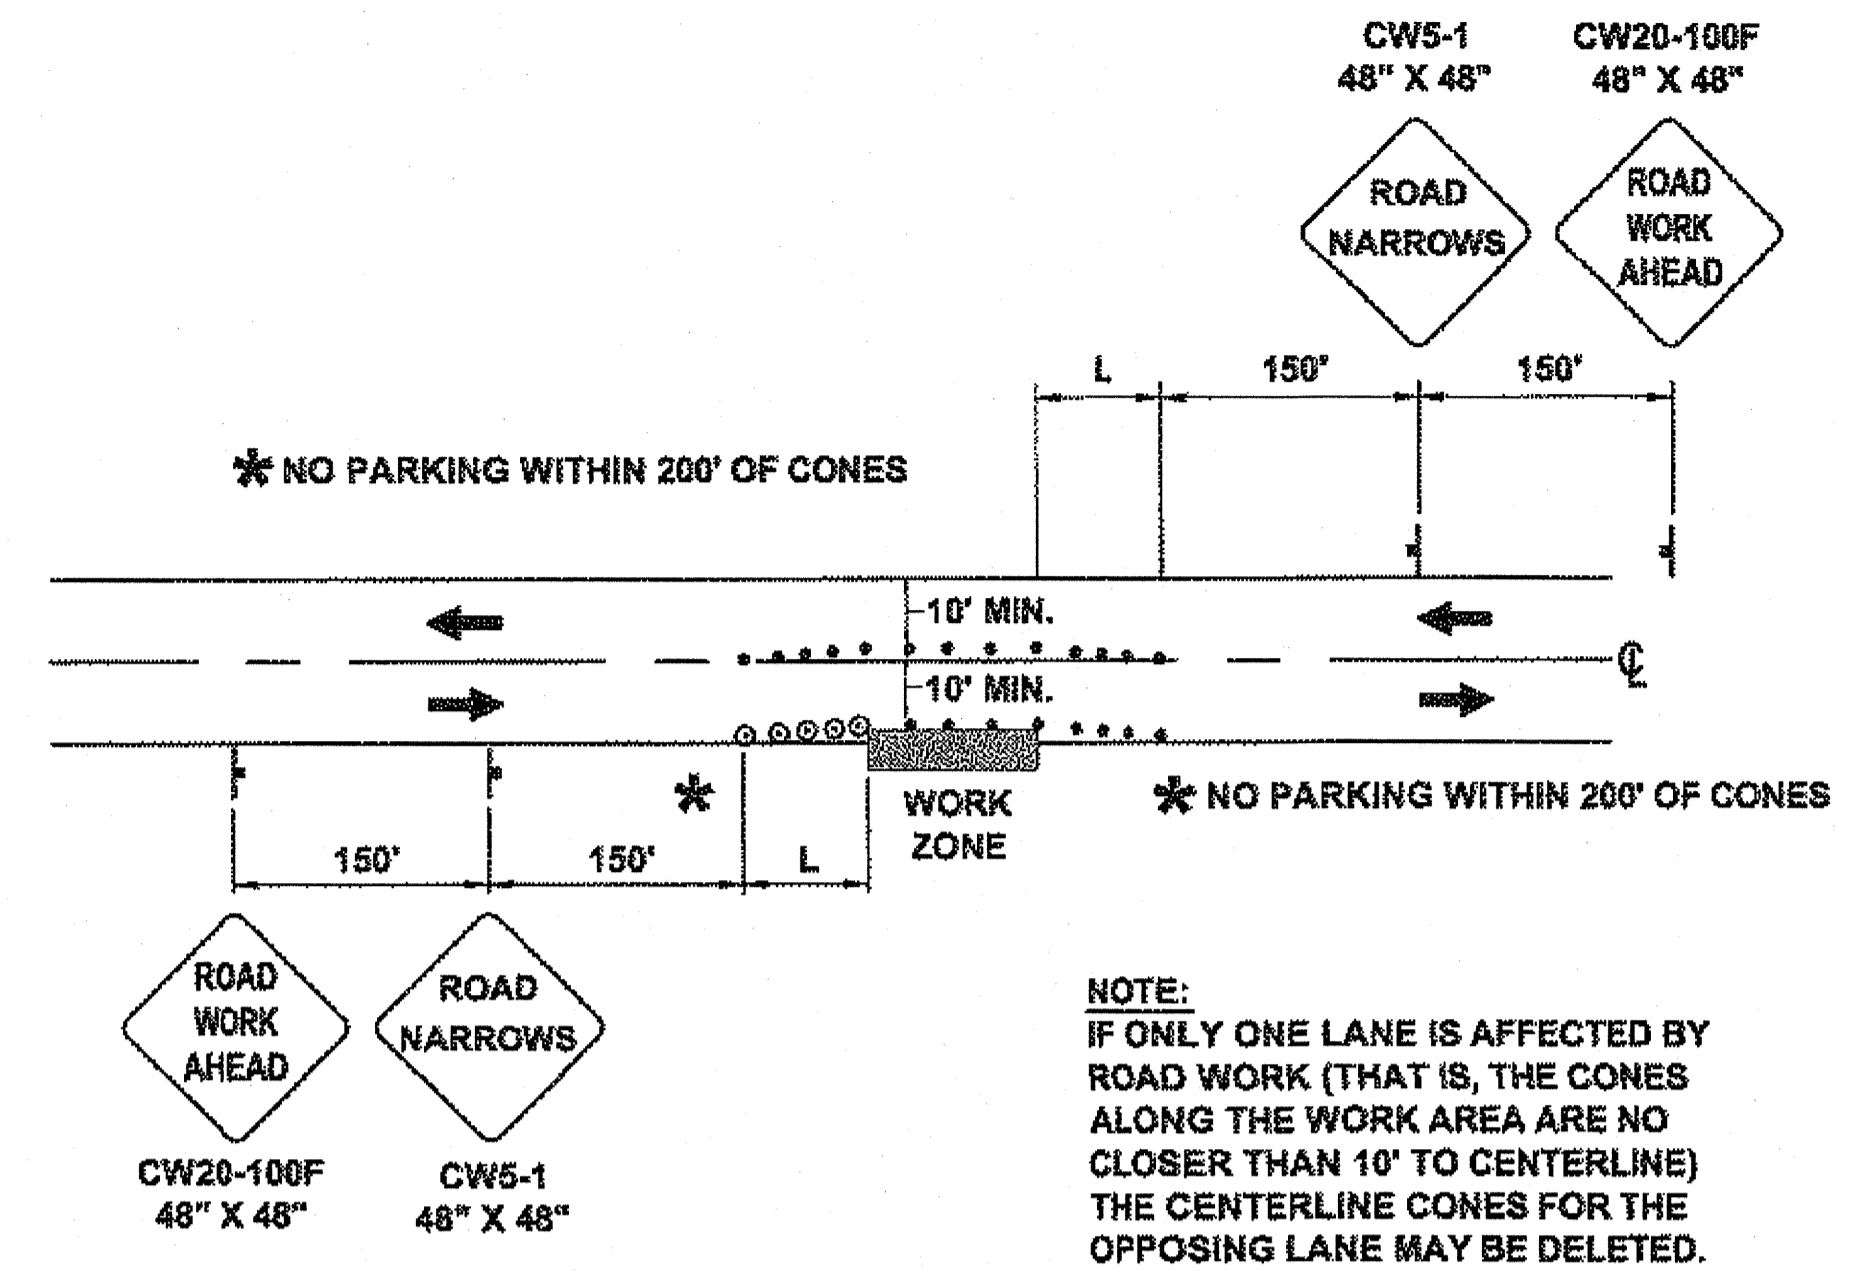 CW5-1
48" X 48"
CW20-100F
48" X 48"
ROAD
NARROWS
ROAD
WORK
AHEAD
L
150'
150'
* NO PARKING WITHIN 200' OF CONES
10' MIN.
10' MIN.
℄
*
WORK
ZONE
* NO PARKING WITHIN 200' OF CONES
150'
150'
L
ROAD
WORK
AHEAD
ROAD
NARROWS
CW20-100F
48" X 48"
CW5-1
48" X 48"
NOTE:
IF ONLY ONE LANE IS AFFECTED BY
ROAD WORK (THAT IS, THE CONES
ALONG THE WORK AREA ARE NO
CLOSER THAN 10' TO CENTERLINE)
THE CENTERLINE CONES FOR THE
OPPOSING LANE MAY BE DELETED.